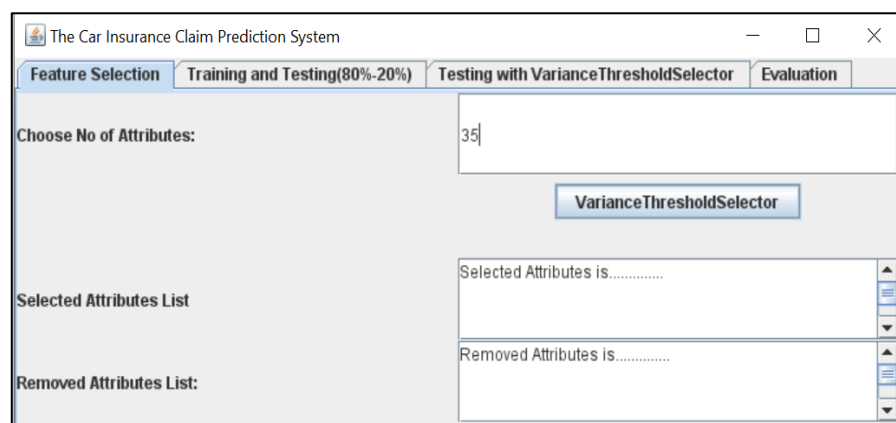 The Car Insurance Claim Prediction System
Feature Selection Training and Testing(80%-20%) Testing with VarianceThresholdSelector Evaluation
Choose No of Attributes: 35
VarianceThresholdSelector
Selected Attributes List Selected Attributes is..............
Removed Attributes List: Removed Attributes is..............